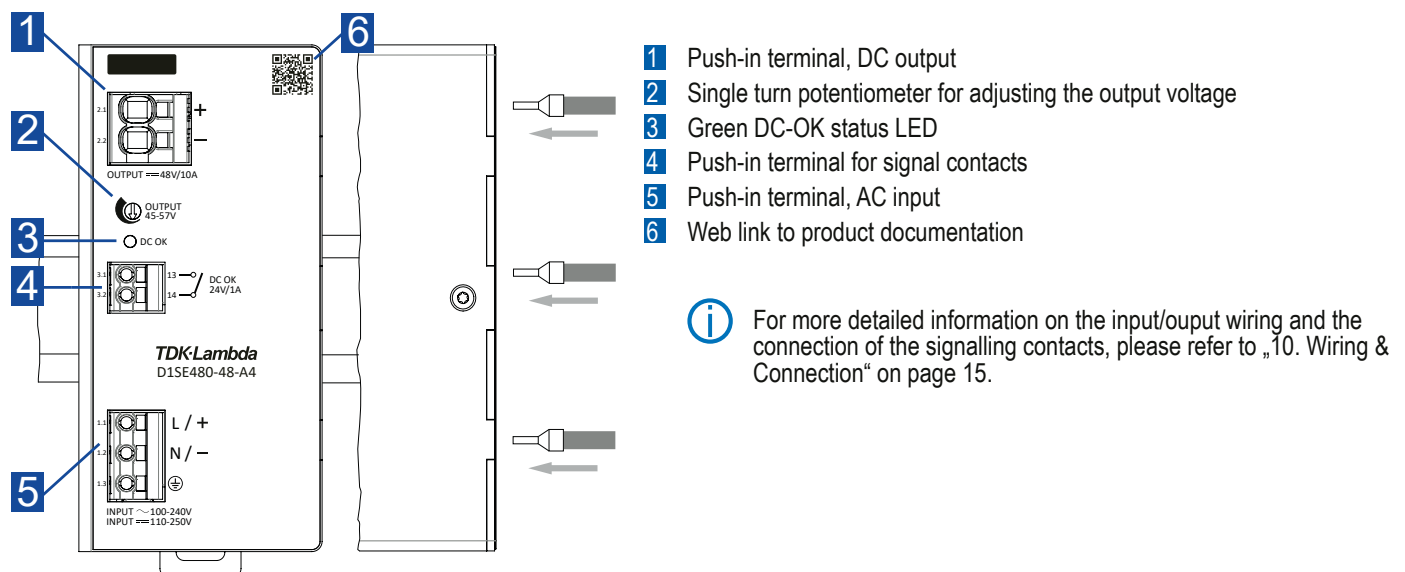 1
6
2.1
+
2.2
−
OUTPUT ⎓48V/10A
2
OUTPUT
45-57V
3
DC OK
4
3.1
13
3.2
14
DC OK
24V/1A
TDK·Lambda
D1SE480-48-A4
5
1.1
L / +
1.2
N / −
1.3
INPUT ~100-240V
INPUT ⎓110-250V
1 Push-in terminal, DC output
2 Single turn potentiometer for adjusting the output voltage
3 Green DC-OK status LED
4 Push-in terminal for signal contacts
5 Push-in terminal, AC input
6 Web link to product documentation
i
For more detailed information on the input/ouput wiring and the
connection of the signalling contacts, please refer to „10. Wiring &
Connection“ on page 15.